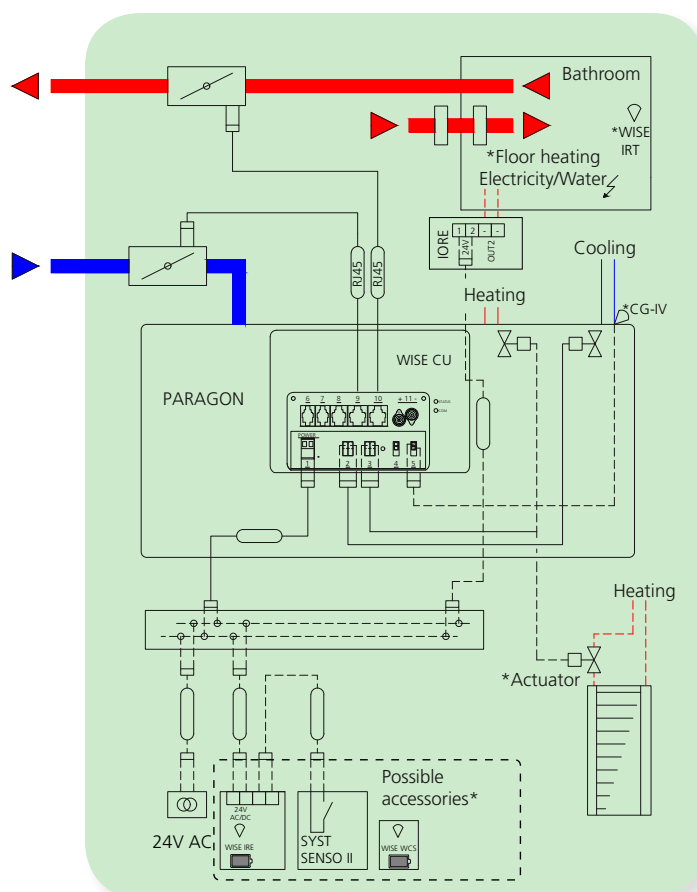 Bathroom
*WISE
IRT
*Floor heating
Electricity/Water
IORE
1 2 - -
24V
OUT2
RJ45
RJ45
Cooling
Heating
*CG-IV
WISE CU
PARAGON
6 7 8 9 10 + 11 -
POWER
1 2 3 4 5
Heating
*Actuator
Possible
accessories*
24V
AC/DC
24V AC
WISE IRE
SYST
SENSO II
WISE WCS